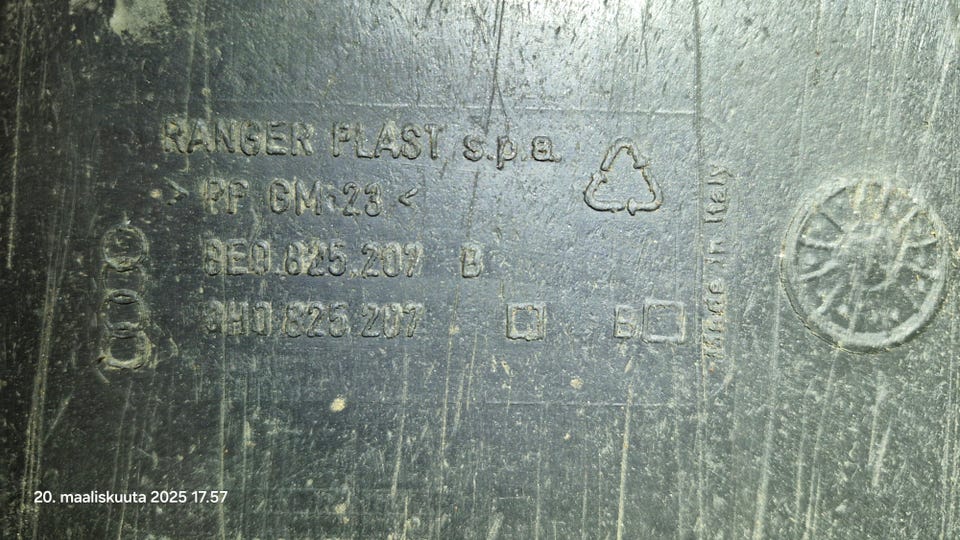 RANGER PLAST s.p.a.
> PP GM 23 <
8E0.825.207 B
8H0.825.207 B
Made in Italy
20. maaliskuuta 2025 17.57